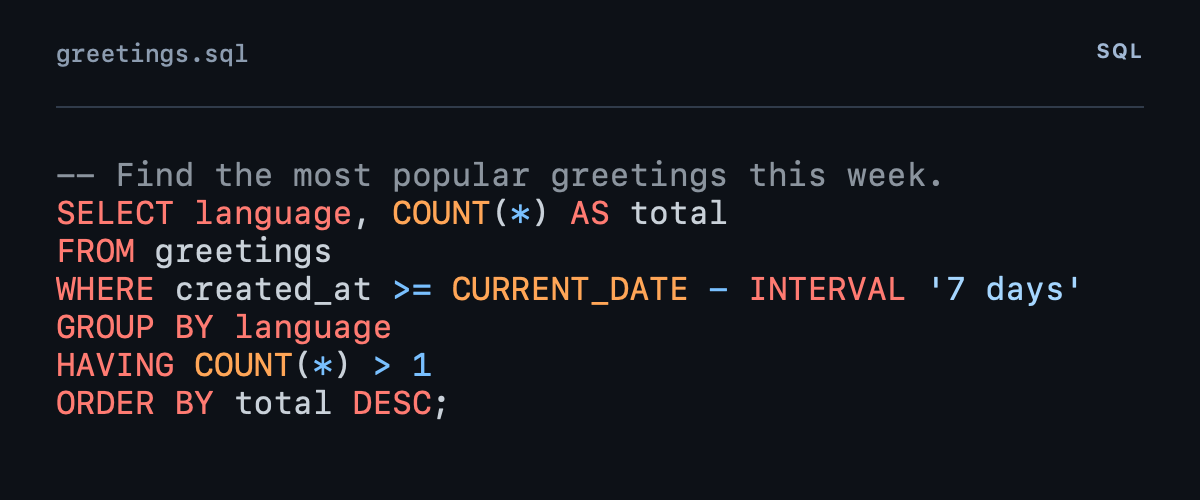 greetings.sql
SQL
-- Find the most popular greetings this week.
SELECT language, COUNT(*) AS total
FROM greetings
WHERE created_at >= CURRENT_DATE - INTERVAL '7 days'
GROUP BY language
HAVING COUNT(*) > 1
ORDER BY total DESC;